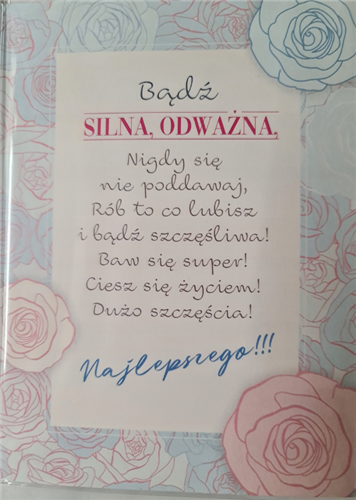 Bądź
SILNA, ODWAŻNA,
Nigdy się
nie poddawaj,
Rób to co lubisz
i bądź szczęśliwa!
Baw się super!
Ciesz się życiem!
Dużo szczęścia!
Najlepszego!!!